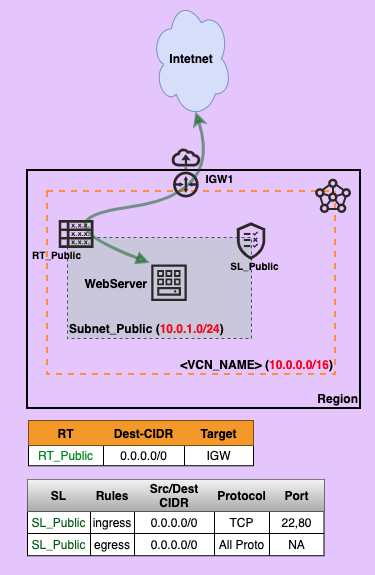 Intetnet
IGW1
x.x.x
x.x.x
x.x.x
RT_Public
SL_Public
WebServer
Subnet_Public (10.0.1.0/24)
<VCN_NAME> (10.0.0.0/16)
Region
RT Dest-CIDR Target
RT_Public 0.0.0.0/0 IGW
SL Rules Src/Dest CIDR Protocol Port
SL_Public ingress 0.0.0.0/0 TCP 22,80
SL_Public egress 0.0.0.0/0 All Proto NA